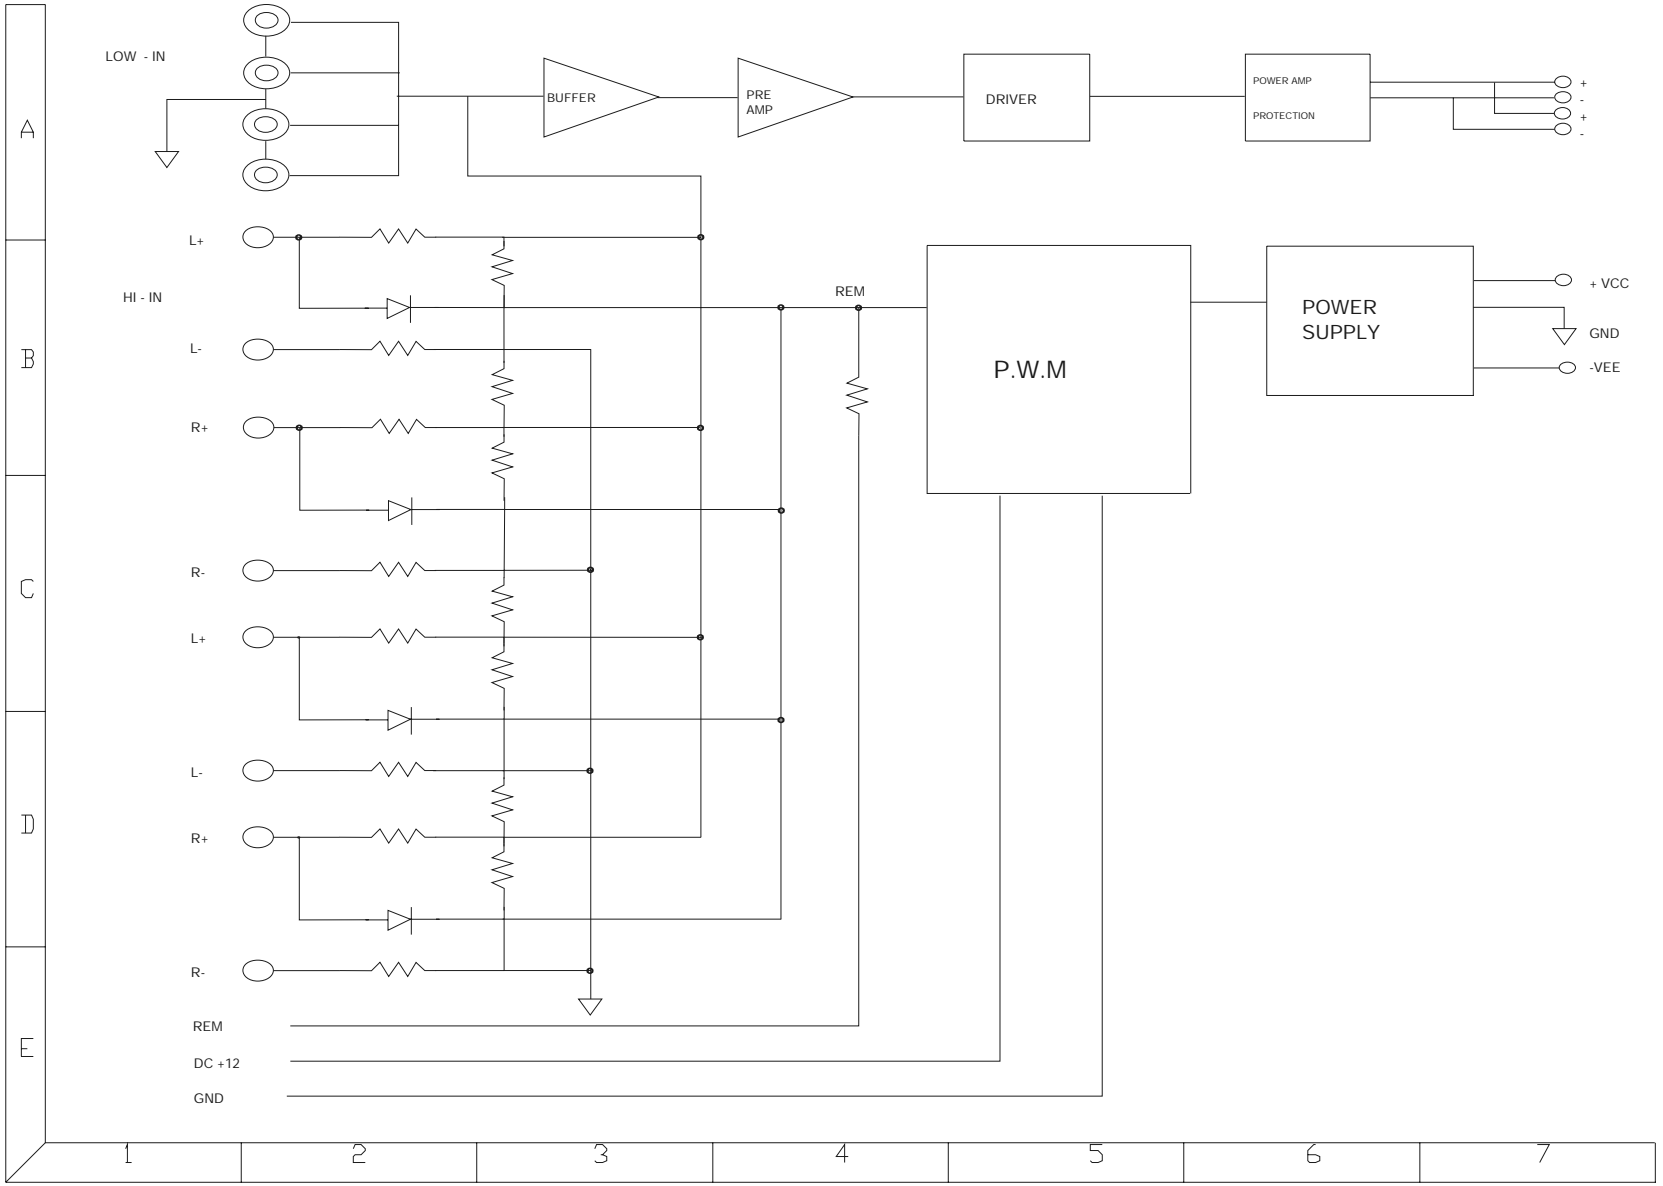 LOW - IN
BUFFER
PRE
AMP
DRIVER
POWER AMP
PROTECTION
+
-
+
-
A
L+
HI - IN
REM
L-
B
R+
P.W.M
POWER
SUPPLY
+ VCC
GND
-VEE
R-
C
L+
L-
D
R+
R-
REM
E
DC +12
GND
1 2 3 4 5 6 7